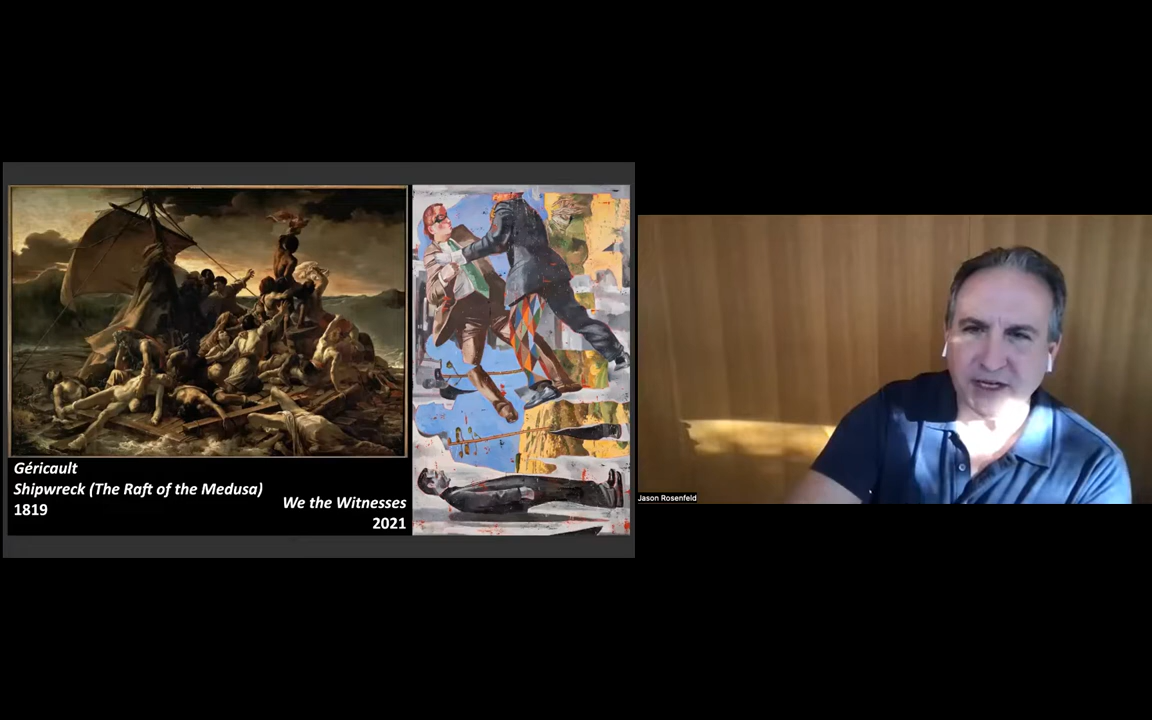 Géricault
Shipwreck (The Raft of the Medusa)
1819
We the Witnesses
2021
Jason Rosenfeld